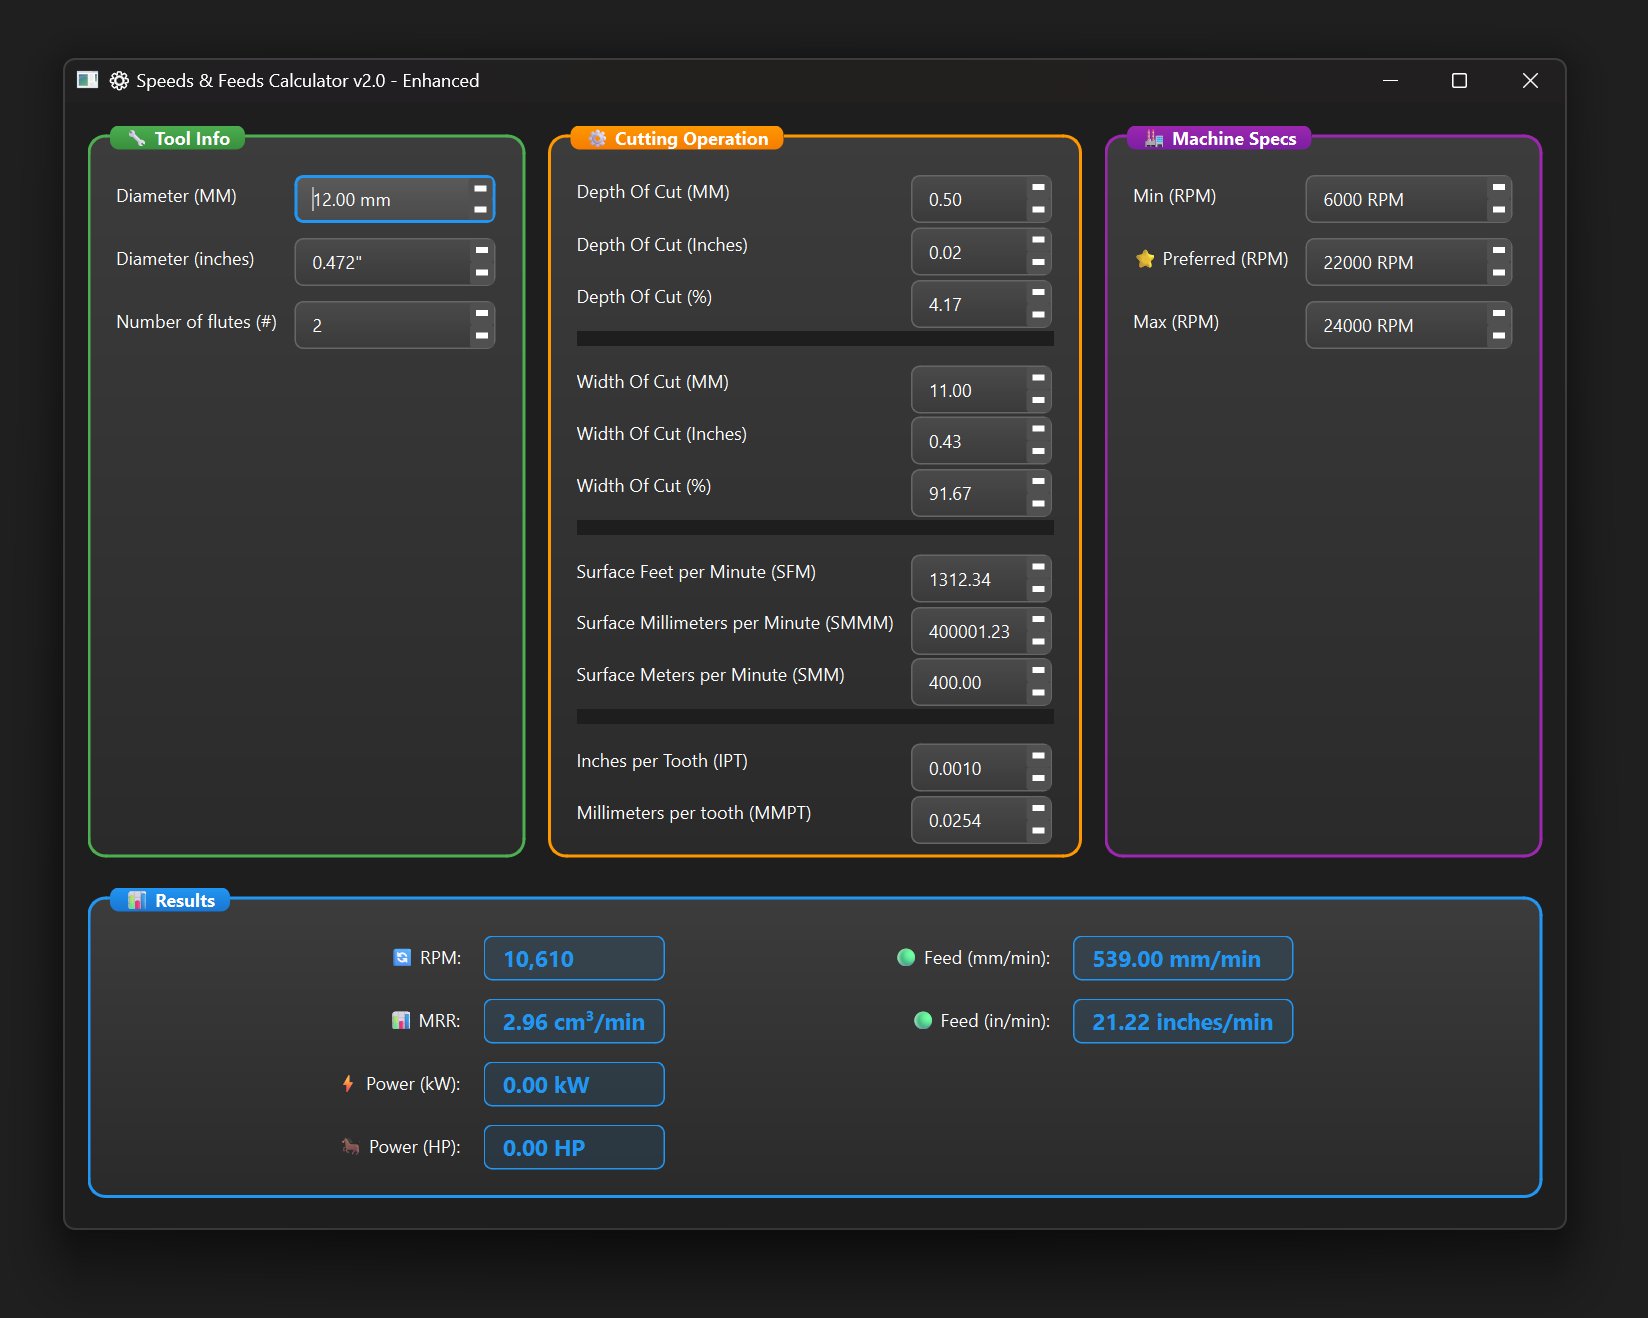 Speeds & Feeds Calculator v2.0 - Enhanced
Tool Info
Diameter (MM) 12.00 mm
Diameter (inches) 0.472"
Number of flutes (#) 2
Cutting Operation
Depth Of Cut (MM) 0.50
Depth Of Cut (Inches) 0.02
Depth Of Cut (%) 4.17
Width Of Cut (MM) 11.00
Width Of Cut (Inches) 0.43
Width Of Cut (%) 91.67
Surface Feet per Minute (SFM) 1312.34
Surface Millimeters per Minute (SMMM) 400001.23
Surface Meters per Minute (SMM) 400.00
Inches per Tooth (IPT) 0.0010
Millimeters per tooth (MMPT) 0.0254
Machine Specs
Min (RPM) 6000 RPM
Preferred (RPM) 22000 RPM
Max (RPM) 24000 RPM
Results
RPM: 10,610
MRR: 2.96 cm³/min
Power (kW): 0.00 kW
Power (HP): 0.00 HP
Feed (mm/min): 539.00 mm/min
Feed (in/min): 21.22 inches/min